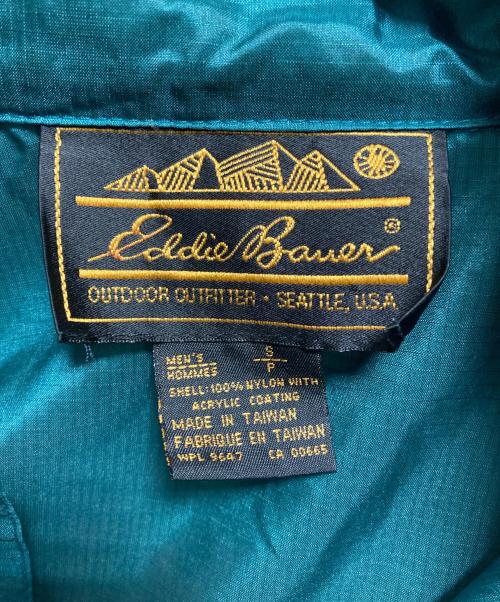 Eddie Bauer®
OUTDOOR OUTFITTER • SEATTLE, U.S.A.
MEN'S S
HOMMES P
SHELL: 100% NYLON WITH
ACRYLIC COATING
MADE IN TAIWAN
FABRIQUE EN TAIWAN
WPL 9647 CA 00665